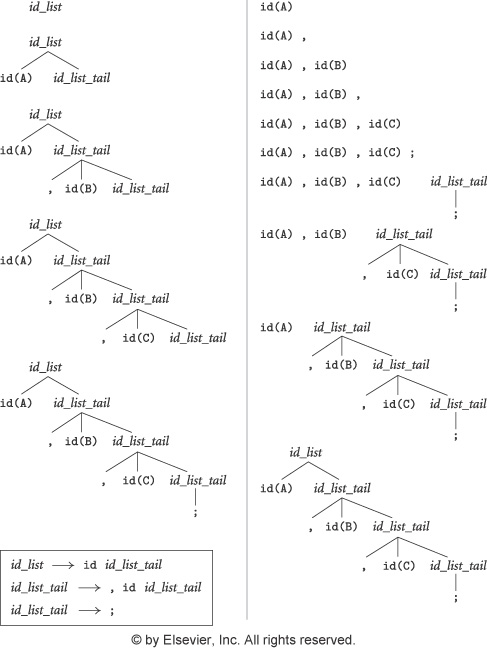 id_list
id_list
id(A) id_list_tail
id_list
id(A) id_list_tail
, id(B) id_list_tail
id_list
id(A) id_list_tail
, id(B) id_list_tail
, id(C) id_list_tail
id_list
id(A) id_list_tail
, id(B) id_list_tail
, id(C) id_list_tail
;
id_list ⟶ id id_list_tail
id_list_tail ⟶ , id id_list_tail
id_list_tail ⟶ ;
id(A)
id(A) ,
id(A) , id(B)
id(A) , id(B) ,
id(A) , id(B) , id(C)
id(A) , id(B) , id(C) ;
id(A) , id(B) , id(C) id_list_tail
;
id(A) , id(B) id_list_tail
, id(C) id_list_tail
;
id(A) id_list_tail
, id(B) id_list_tail
, id(C) id_list_tail
;
id_list
id(A) id_list_tail
, id(B) id_list_tail
, id(C) id_list_tail
;
© by Elsevier, Inc. All rights reserved.